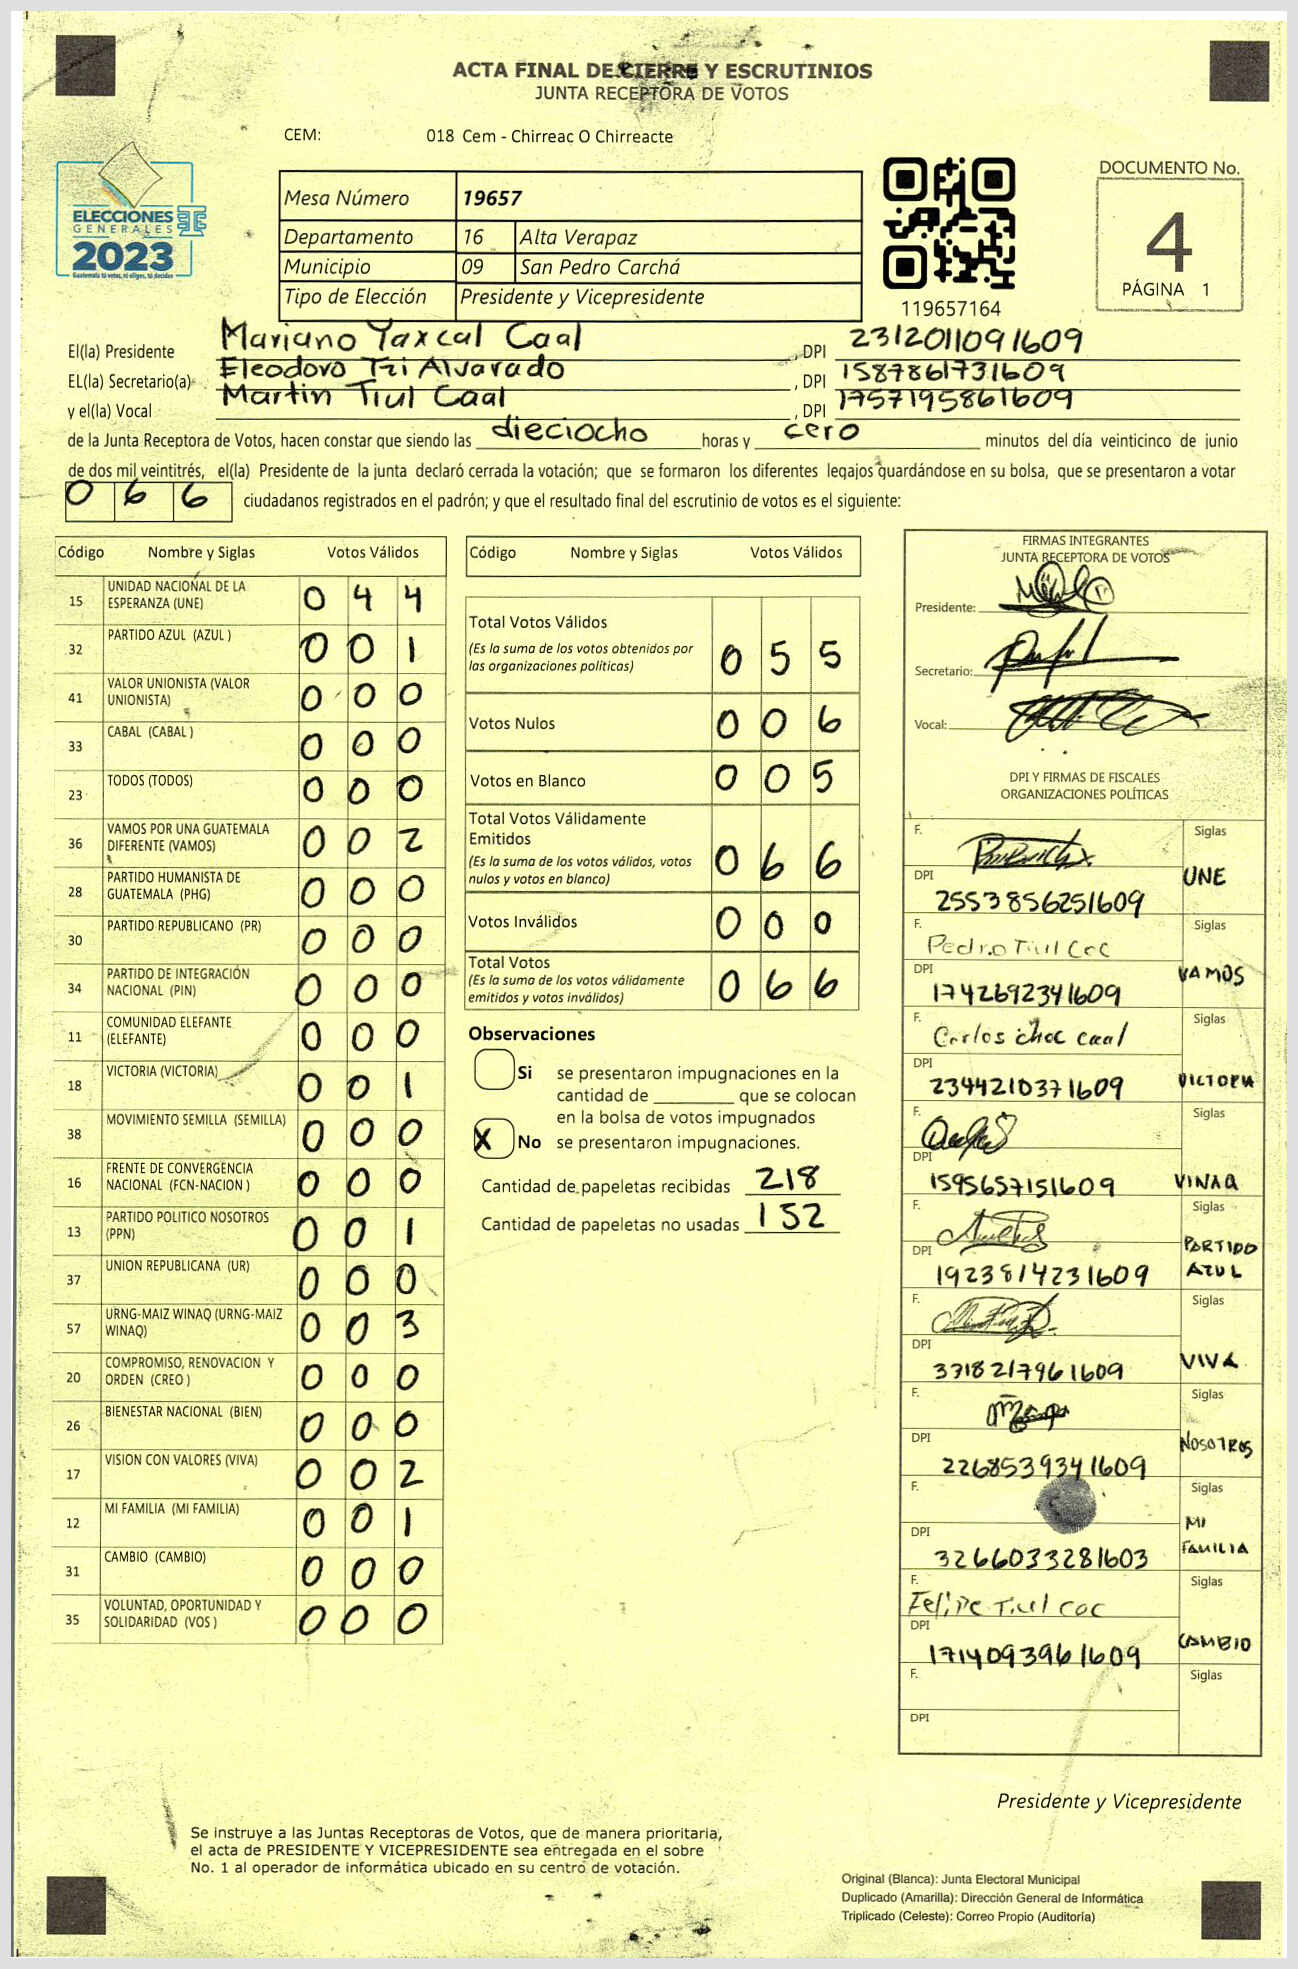 ACTA FINAL DE CIERRE Y ESCRUTINIOS
JUNTA RECEPTORA DE VOTOS
CEM: 018 Cem - Chirreac O Chirreacte
ELECCIONES
GENERALES
2023
Guatemala tú votas, tú eliges, tú decides
Mesa Número 19657
Departamento 16 Alta Verapaz
Municipio 09 San Pedro Carchá
Tipo de Elección Presidente y Vicepresidente
119657164
DOCUMENTO No.
4
PÁGINA 1
El(la) Presidente Mariano Yaxcal Caal , DPI 2312011091609
EL(la) Secretario(a) Eleodoro Tzi Alvarado , DPI 1587861731609
y el(la) Vocal Martin Tiul Caal , DPI 1757195861609
de la Junta Receptora de Votos, hacen constar que siendo las dieciocho horas y cero minutos del día veinticinco de junio
de dos mil veintitrés, el(la) Presidente de la junta declaró cerrada la votación; que se formaron los diferentes legajos guardándose en su bolsa, que se presentaron a votar
0 6 6 ciudadanos registrados en el padrón; y que el resultado final del escrutinio de votos es el siguiente:
Código Nombre y Siglas Votos Válidos
15 UNIDAD NACIONAL DE LA ESPERANZA (UNE) 0 4 4
32 PARTIDO AZUL (AZUL ) 0 0 1
41 VALOR UNIONISTA (VALOR UNIONISTA) 0 0 0
33 CABAL (CABAL ) 0 0 0
23 TODOS (TODOS) 0 0 0
36 VAMOS POR UNA GUATEMALA DIFERENTE (VAMOS) 0 0 2
28 PARTIDO HUMANISTA DE GUATEMALA (PHG) 0 0 0
30 PARTIDO REPUBLICANO (PR) 0 0 0
34 PARTIDO DE INTEGRACIÓN NACIONAL (PIN) 0 0 0
11 COMUNIDAD ELEFANTE (ELEFANTE) 0 0 0
18 VICTORIA (VICTORIA) 0 0 1
38 MOVIMIENTO SEMILLA (SEMILLA) 0 0 0
16 FRENTE DE CONVERGENCIA NACIONAL (FCN-NACION ) 0 0 0
13 PARTIDO POLITICO NOSOTROS (PPN) 0 0 1
37 UNION REPUBLICANA (UR) 0 0 0
57 URNG-MAIZ WINAQ (URNG-MAIZ WINAQ) 0 0 3
20 COMPROMISO, RENOVACION Y ORDEN (CREO ) 0 0 0
26 BIENESTAR NACIONAL (BIEN) 0 0 0
17 VISION CON VALORES (VIVA) 0 0 2
12 MI FAMILIA (MI FAMILIA) 0 0 1
31 CAMBIO (CAMBIO) 0 0 0
35 VOLUNTAD, OPORTUNIDAD Y SOLIDARIDAD (VOS ) 0 0 0
Código Nombre y Siglas Votos Válidos
Total Votos Válidos 0 5 5
(Es la suma de los votos obtenidos por
las organizaciones políticas)
Votos Nulos 0 0 6
Votos en Blanco 0 0 5
Total Votos Válidamente
Emitidos 0 6 6
(Es la suma de los votos válidos, votos
nulos y votos en blanco)
Votos Inválidos 0 0 0
Total Votos 0 6 6
(Es la suma de los votos válidamente
emitidos y votos inválidos)
Observaciones
Si se presentaron impugnaciones en la
cantidad de ________ que se colocan
en la bolsa de votos impugnados
X No se presentaron impugnaciones.
Cantidad de papeletas recibidas 218
Cantidad de papeletas no usadas 152
FIRMAS INTEGRANTES
JUNTA RECEPTORA DE VOTOS
Presidente:
Secretario:
Vocal:
DPI Y FIRMAS DE FISCALES
ORGANIZACIONES POLÍTICAS
F. Siglas
DPI 2553856251609 UNE
F. Pedro Tiul Coc Siglas
DPI 1742692341609 VAMOS
F. Carlos choc caal Siglas
DPI 2344210371609 VICTORIA
F. Siglas
DPI 1595657151609 VINAQ
F. Siglas
DPI 1923814231609 PARTIDO AZUL
F. Siglas
DPI 3318217961609 VIVA
F. Siglas
DPI 2268539341609 NOSOTROS
F. Siglas
DPI 3266033281603 MI FAMILIA
F. Felipe Tiul coc Siglas
DPI 1714093961609 CAMBIO
F. Siglas
DPI
Presidente y Vicepresidente
Se instruye a las Juntas Receptoras de Votos, que de manera prioritaria,
el acta de PRESIDENTE Y VICEPRESIDENTE sea entregada en el sobre
No. 1 al operador de informática ubicado en su centro de votación.
Original (Blanca): Junta Electoral Municipal
Duplicado (Amarilla): Dirección General de Informática
Triplicado (Celeste): Correo Propio (Auditoría)